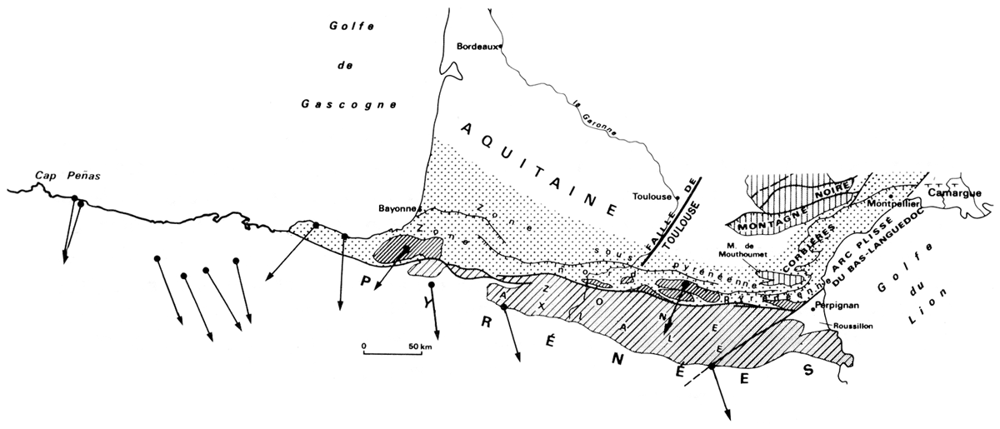 Golfe
de
Gascogne
Bordeaux
la Garonne
AQUITAINE
Cap Peñas
Bayonne
Toulouse
FAILLE DE
TOULOUSE
MONTAGNE NOIRE
Montpellier
Camargue
CORBIÈRES
M. de
Mouthoumet
ARC PLISSÉ
DU BAS-LANGUEDOC
Golfe
du
Lion
Zone sous pyrénéenne
Zone nord pyrénéenne
ZONE
AXIALE
Perpignan
Roussillon
PYRÉNÉES
0 50 km